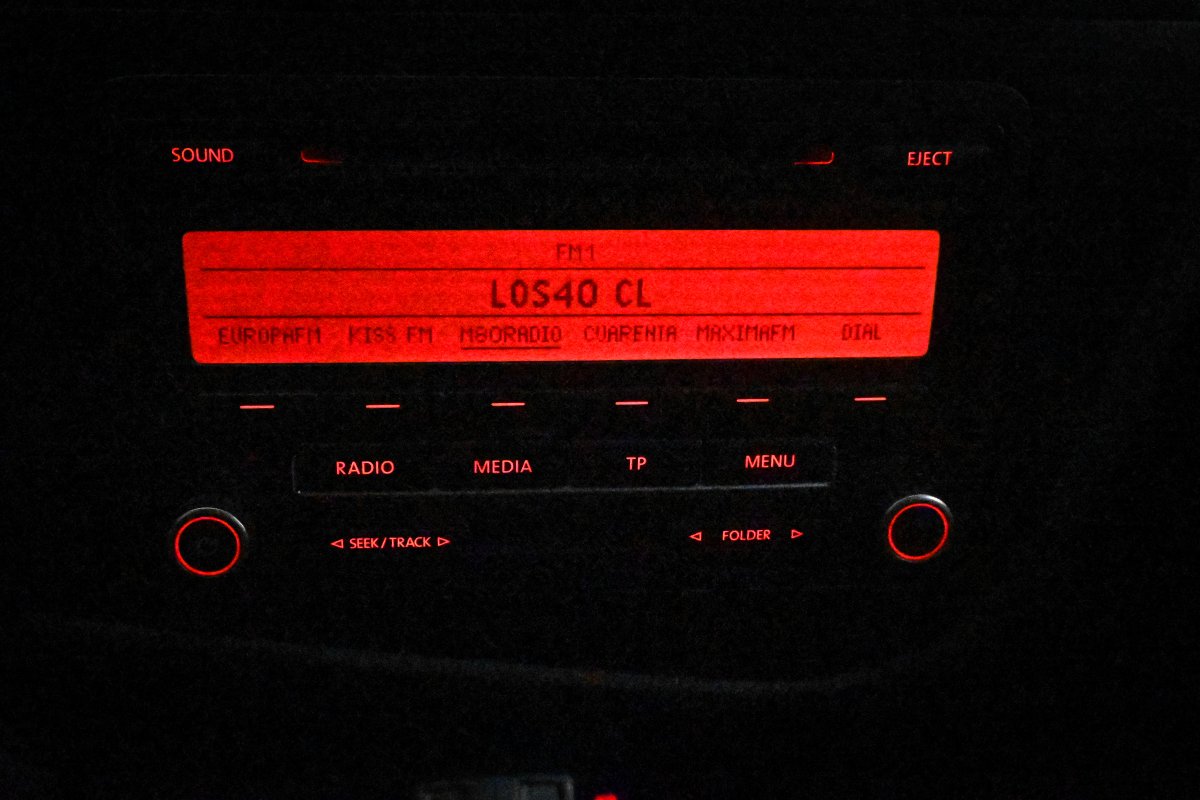 SOUND EJECT
FM1
LOS40 CL
EUROPAFM KISS FM M80RADIO CUARENTA MAXIMAFM DIAL
RADIO MEDIA TP MENU
SEEK/TRACK FOLDER